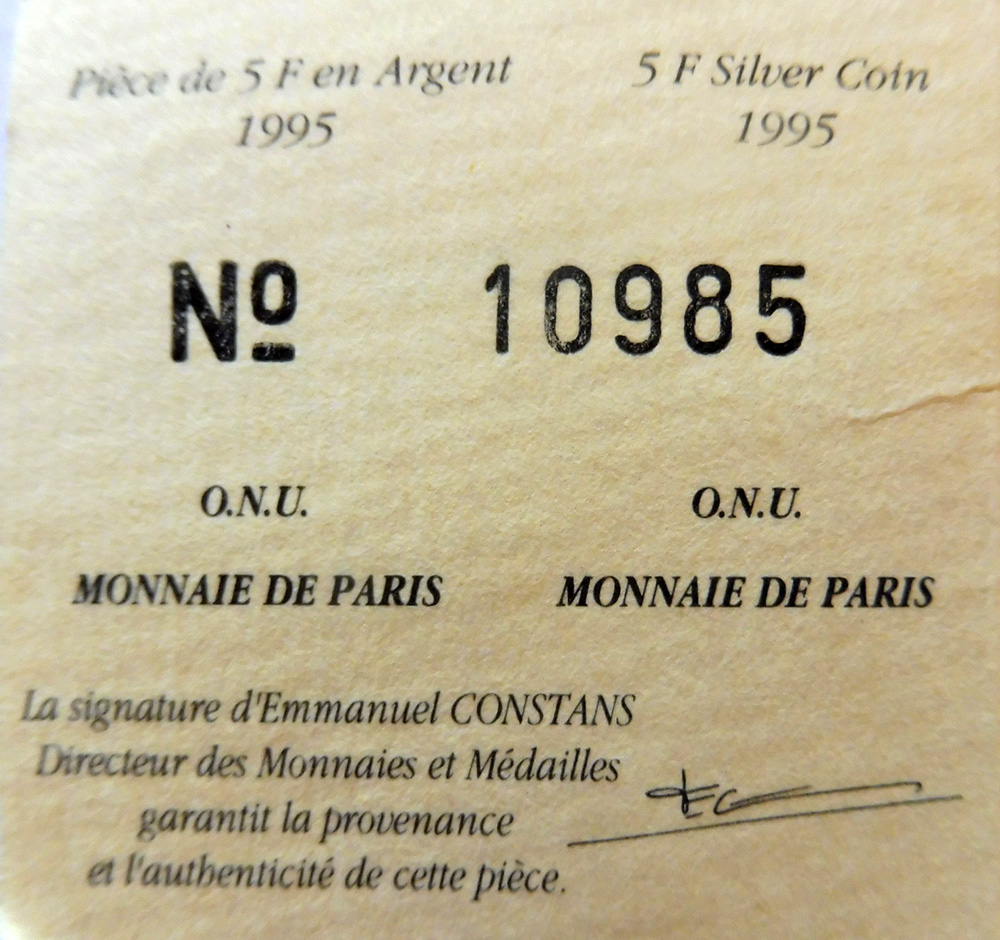 Pièce de 5 F en Argent 5 F Silver Coin
1995 1995
Nº 10985
O.N.U. O.N.U.
MONNAIE DE PARIS MONNAIE DE PARIS
La signature d'Emmanuel CONSTANS
Directeur des Monnaies et Médailles
garantit la provenance
et l'authenticité de cette pièce.